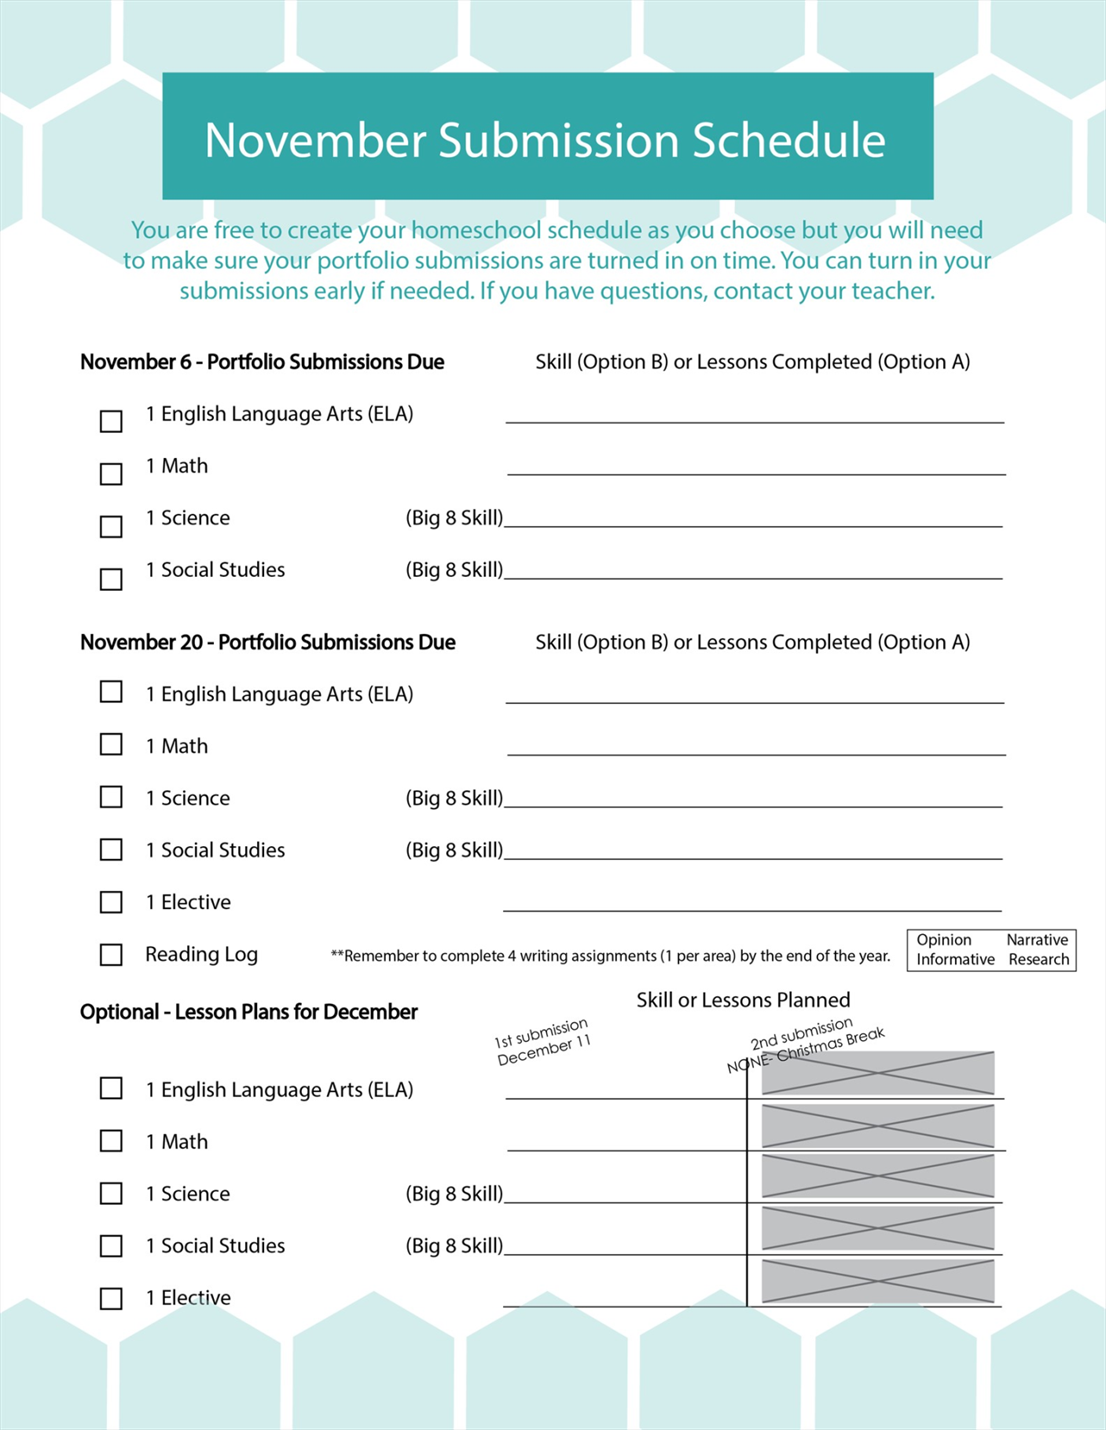 November Submission Schedule
You are free to create your homeschool schedule as you choose but you will need
to make sure your portfolio submissions are turned in on time. You can turn in your
submissions early if needed. If you have questions, contact your teacher.
November 6 - Portfolio Submissions Due Skill (Option B) or Lessons Completed (Option A)
1 English Language Arts (ELA)
1 Math
1 Science (Big 8 Skill)
1 Social Studies (Big 8 Skill)
November 20 - Portfolio Submissions Due Skill (Option B) or Lessons Completed (Option A)
1 English Language Arts (ELA)
1 Math
1 Science (Big 8 Skill)
1 Social Studies (Big 8 Skill)
1 Elective
Reading Log **Remember to complete 4 writing assignments (1 per area) by the end of the year.
Opinion Narrative
Informative Research
Optional - Lesson Plans for December
Skill or Lessons Planned
1st submission
December 11
2nd submission
NONE- Christmas Break
1 English Language Arts (ELA)
1 Math
1 Science (Big 8 Skill)
1 Social Studies (Big 8 Skill)
1 Elective